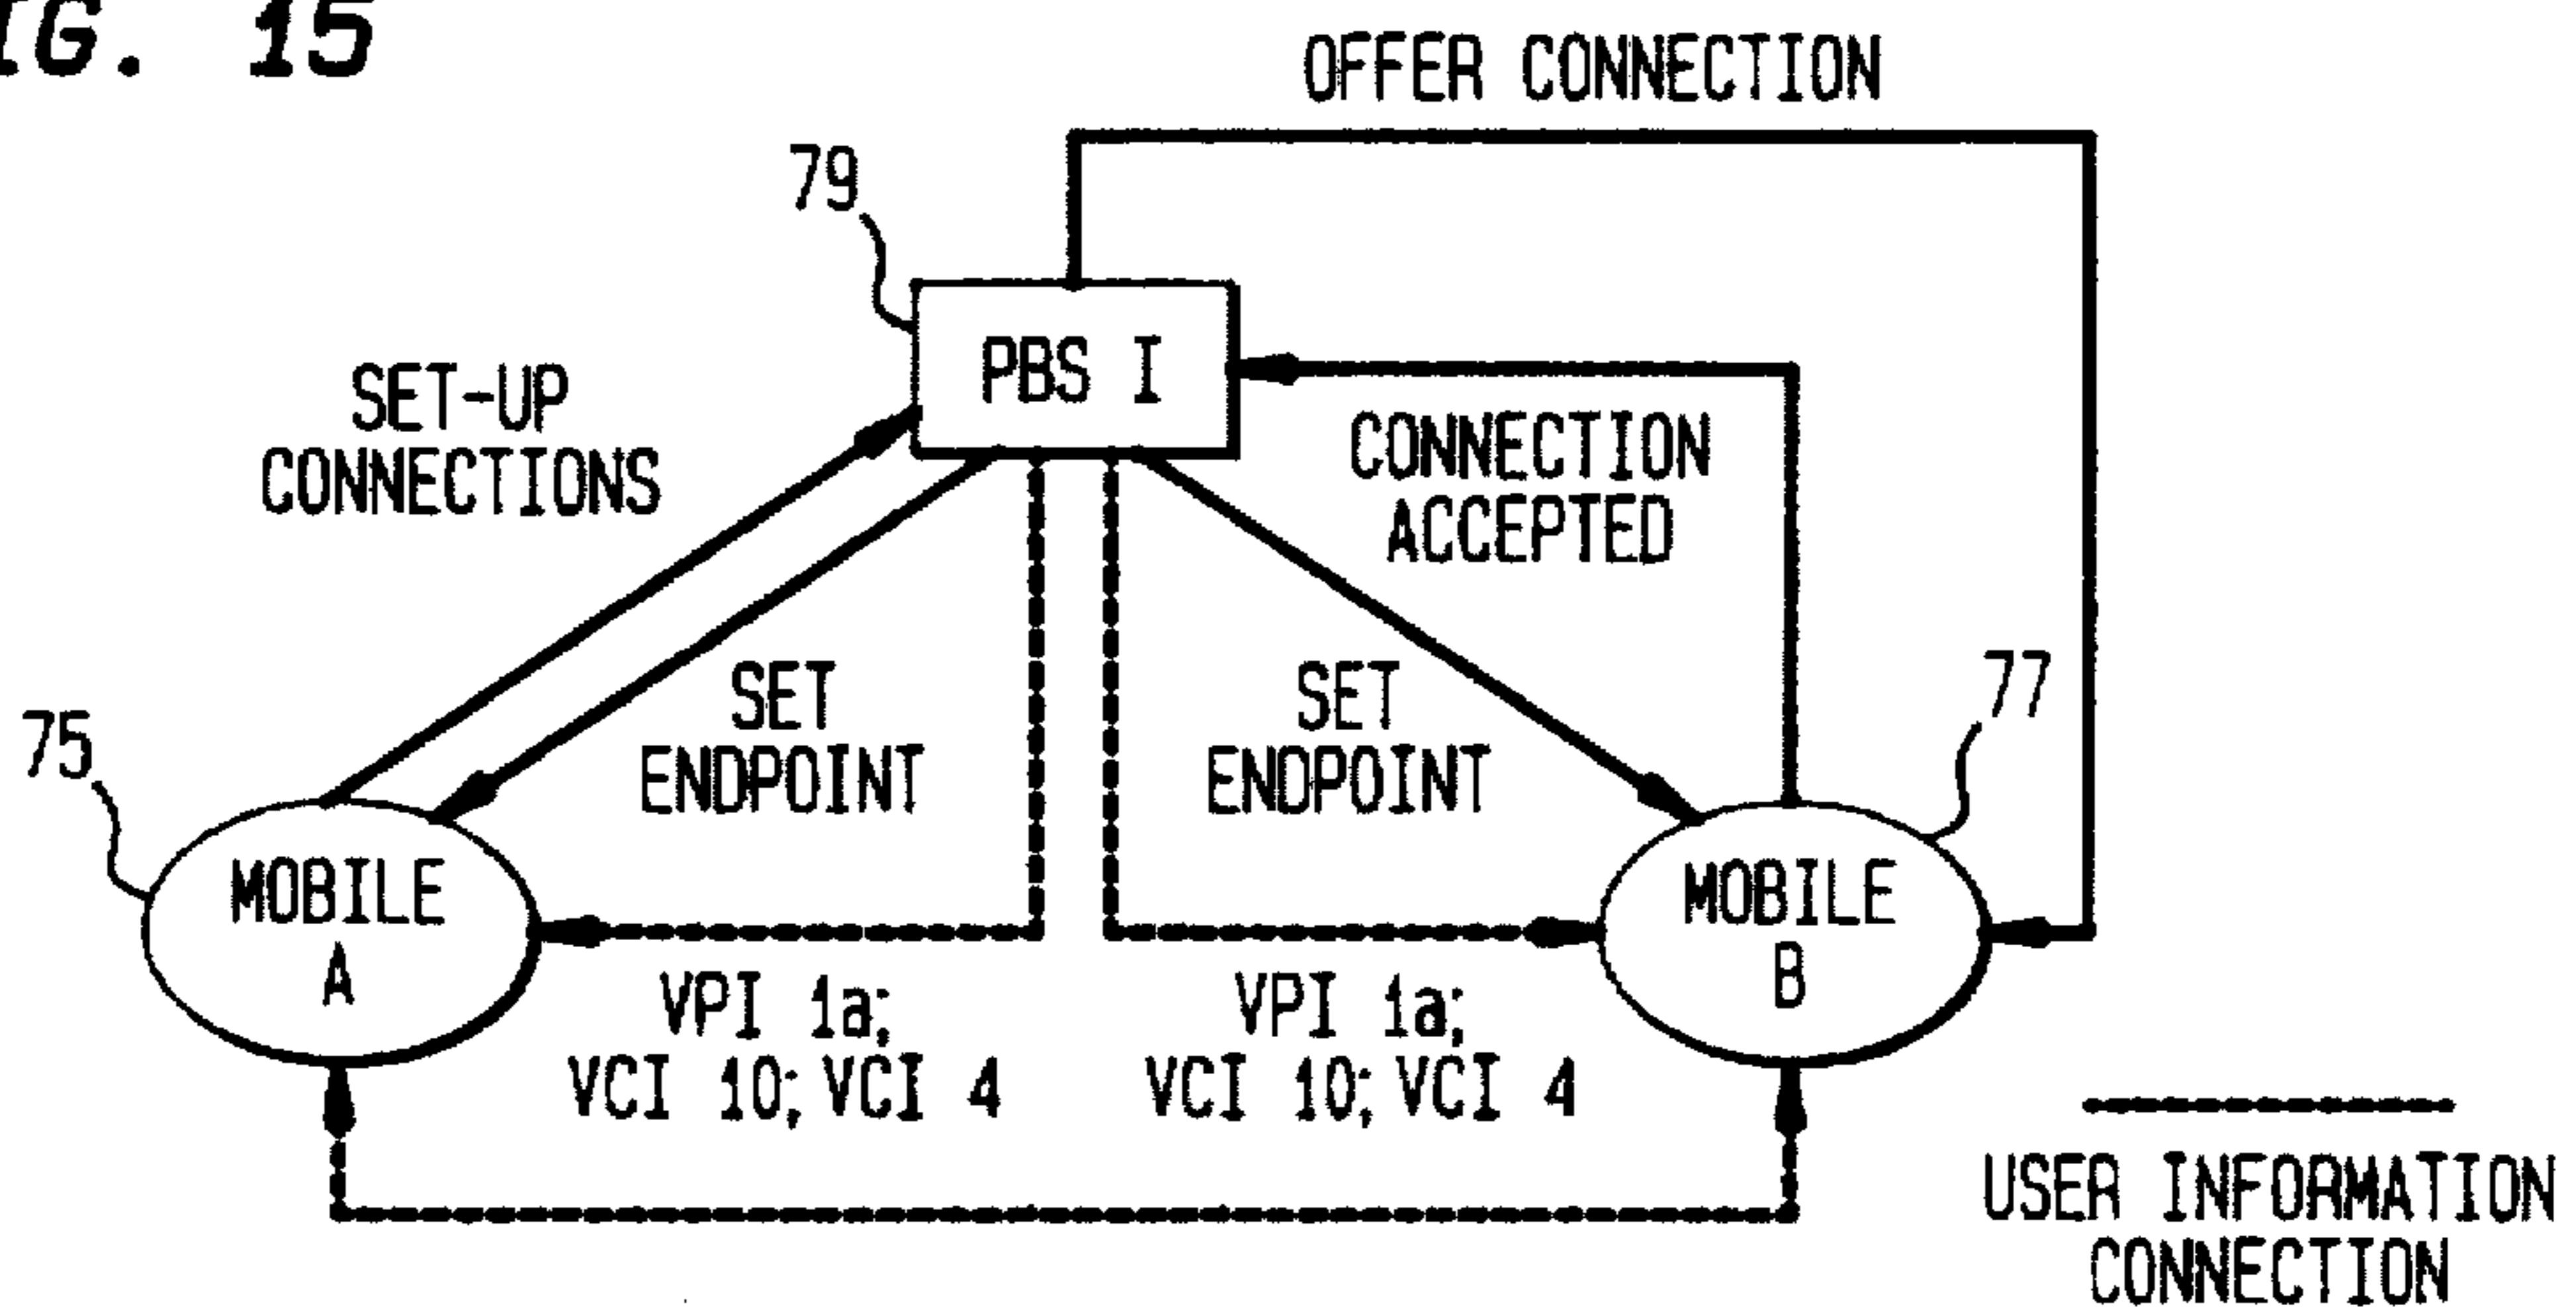 IG. 15
OFFER CONNECTION
79
PBS I
SET-UP
CONNECTIONS
CONNECTION
ACCEPTED
SET
ENDPOINT
SET
ENDPOINT
75
77
MOBILE
A
MOBILE
B
VPI 1a;
VCI 10; VCI 4
VPI 1a;
VCI 10; VCI 4
USER INFORMATION
CONNECTION